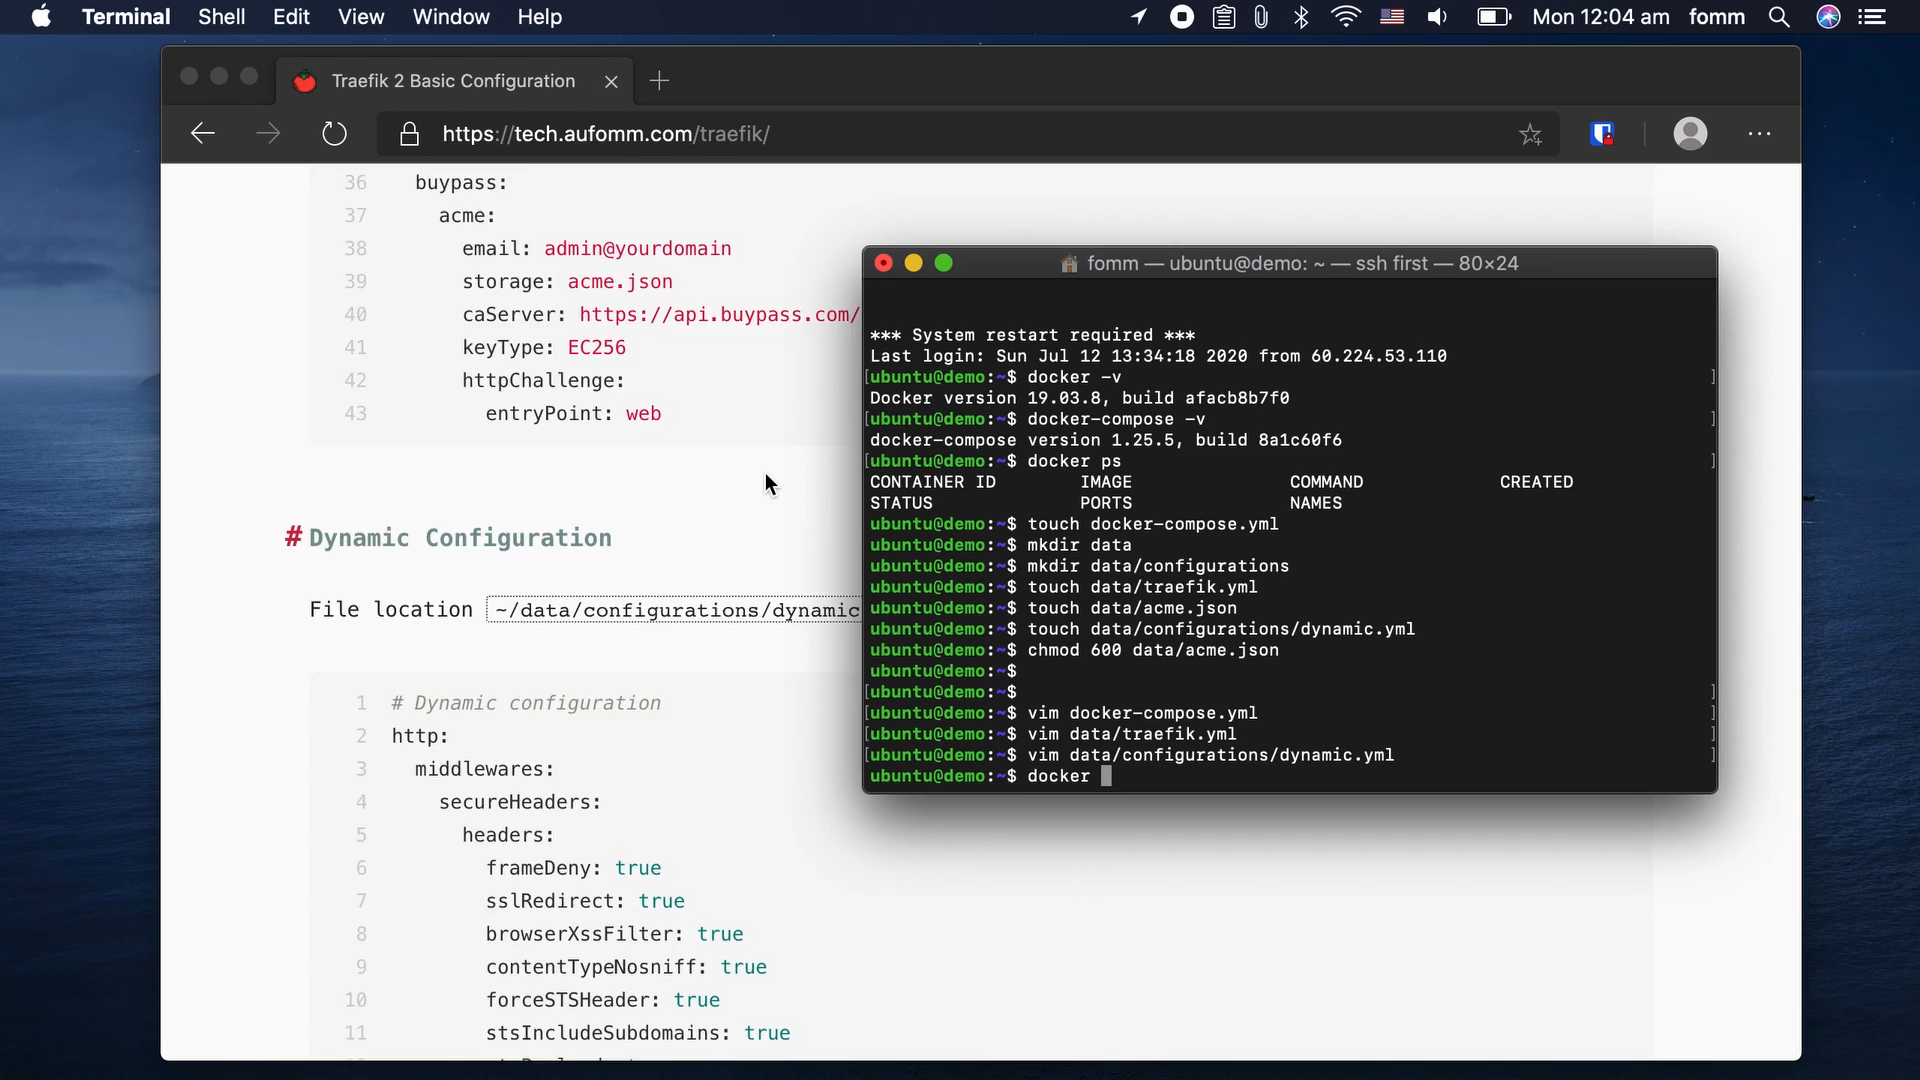 Terminal Shell Edit View Window Help Mon 12:04 am fomm
Traefik 2 Basic Configuration
https://tech.aufomm.com/traefik/
36 buypass:
37 acme:
38 email: admin@yourdomain
39 storage: acme.json
40 caServer: https://api.buypass.com/
41 keyType: EC256
42 httpChallenge:
43 entryPoint: web
# Dynamic Configuration
File location ~/data/configurations/dynamic
1 # Dynamic configuration
2 http:
3 middlewares:
4 secureHeaders:
5 headers:
6 frameDeny: true
7 sslRedirect: true
8 browserXssFilter: true
9 contentTypeNosniff: true
10 forceSTSHeader: true
11 stsIncludeSubdomains: true
fomm — ubuntu@demo: ~ — ssh first — 80×24
*** System restart required ***
Last login: Sun Jul 12 13:34:18 2020 from 60.224.53.110
[ubuntu@demo:~$ docker -v ]
Docker version 19.03.8, build afacb8b7f0
[ubuntu@demo:~$ docker-compose -v ]
docker-compose version 1.25.5, build 8a1c60f6
[ubuntu@demo:~$ docker ps ]
CONTAINER ID IMAGE COMMAND CREATED
STATUS PORTS NAMES
ubuntu@demo:~$ touch docker-compose.yml
ubuntu@demo:~$ mkdir data
ubuntu@demo:~$ mkdir data/configurations
ubuntu@demo:~$ touch data/traefik.yml
ubuntu@demo:~$ touch data/acme.json
ubuntu@demo:~$ touch data/configurations/dynamic.yml
ubuntu@demo:~$ chmod 600 data/acme.json
ubuntu@demo:~$
[ubuntu@demo:~$ ]
[ubuntu@demo:~$ vim docker-compose.yml ]
[ubuntu@demo:~$ vim data/traefik.yml ]
[ubuntu@demo:~$ vim data/configurations/dynamic.yml ]
ubuntu@demo:~$ docker